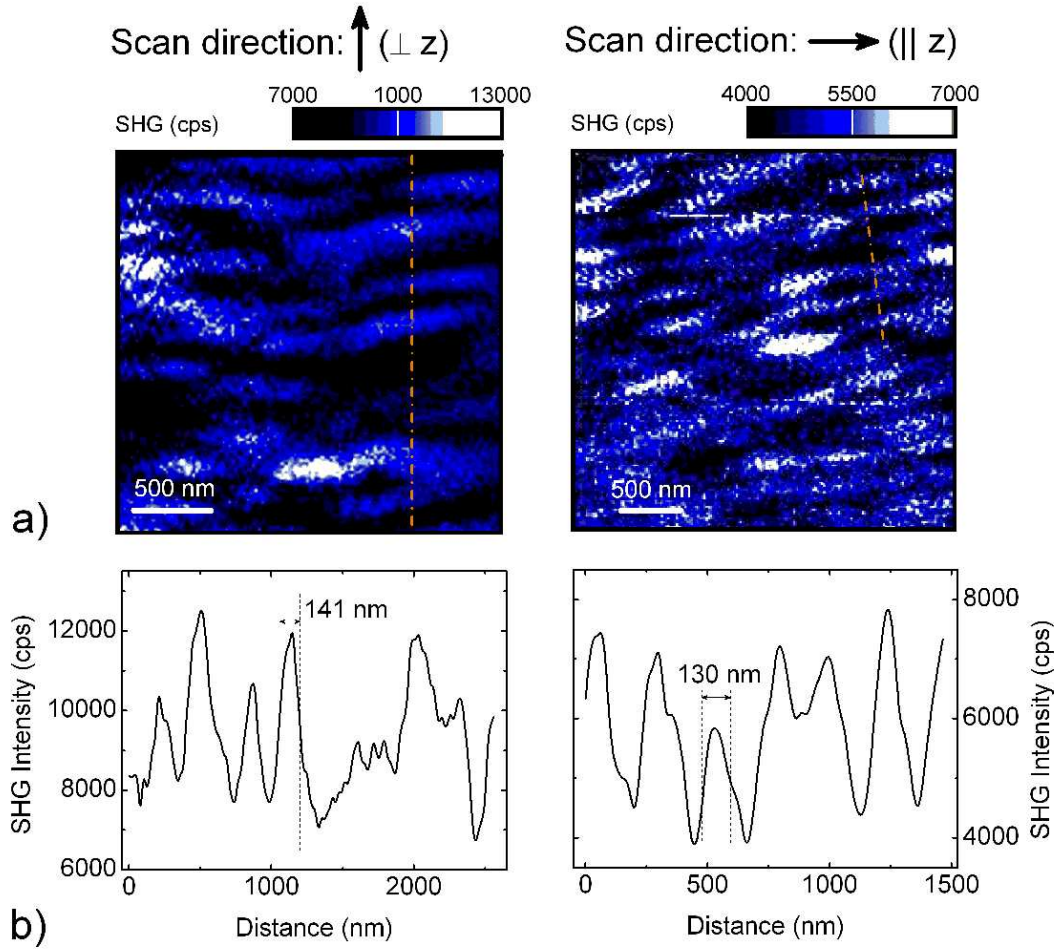 Scan direction: ↑ (⊥ z)
Scan direction: → (|| z)
7000 1000 13000
SHG (cps)
4000 5500 7000
SHG (cps)
500 nm
500 nm
a)
12000
10000
8000
6000
SHG Intensity (cps)
141 nm
0 1000 2000
Distance (nm)
130 nm
8000
6000
4000
SHG Intensity (cps)
0 500 1000 1500
Distance (nm)
b)